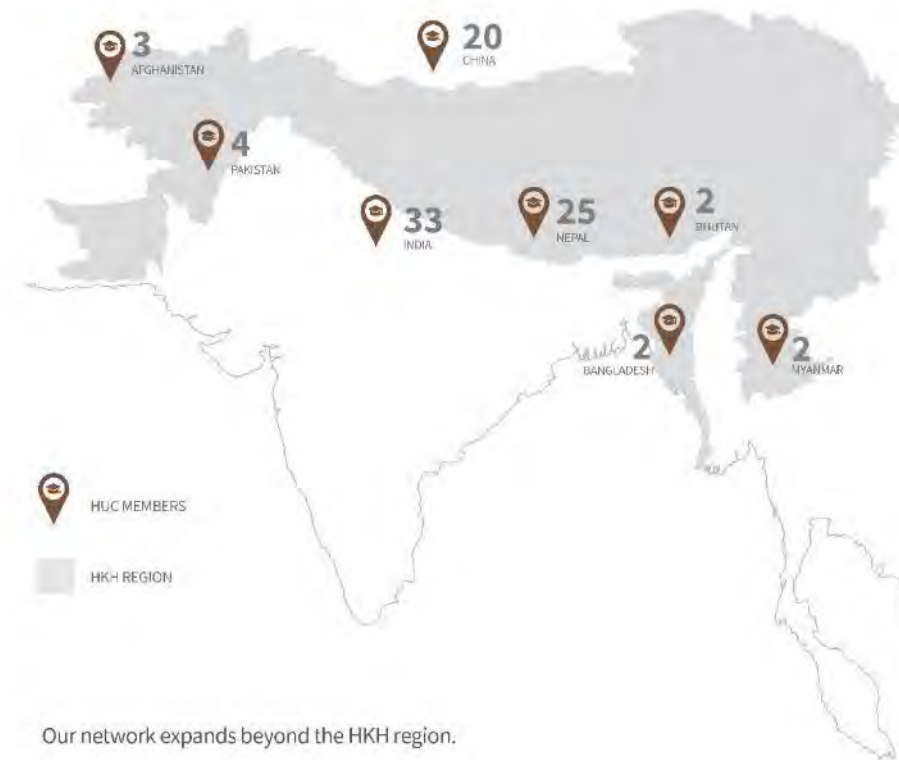 3
AFGHANISTAN
20
CHINA
4
PAKISTAN
33
INDIA
25
NEPAL
2
BHUTAN
2
BANGLADESH
2
MYANMAR
HUC MEMBERS
HKH REGION
Our network expands beyond the HKH region.